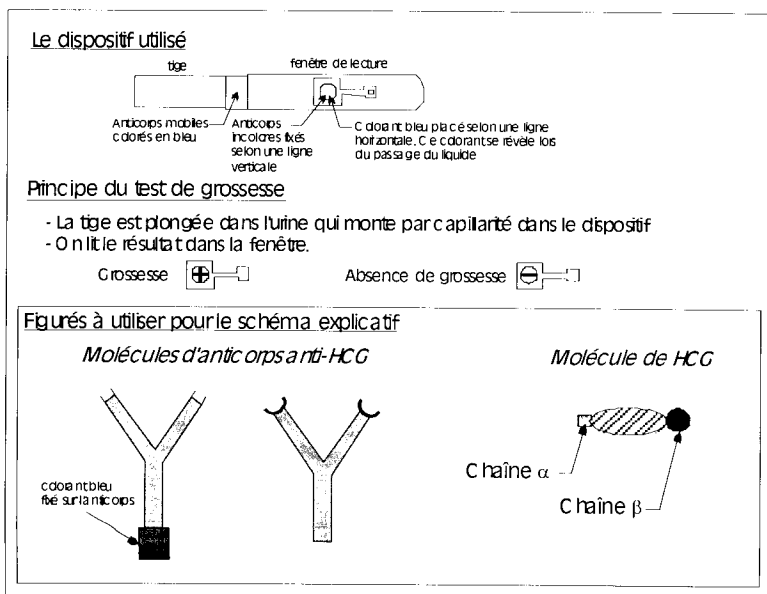 Le dispositif utilisé
tige
fenêtre de lecture
Anticorps mobiles
colorés en bleu
Anticorps
incolores fixés
selon une ligne
verticale
Colorant bleu placé selon une ligne
horizontale. Ce colorant se révèle lors
du passage du liquide
Principe du test de grossesse
- La tige est plongée dans l'urine qui monte par capillarité dans le dispositif
- On lit le résultat dans la fenêtre.
Grossesse
Absence de grossesse
Figurés à utiliser pour le schéma explicatif
Molécules d'anticorps anti-HCG
Molécule de HCG
colorant bleu
fixé sur l'anticorps
Chaîne α
Chaîne β